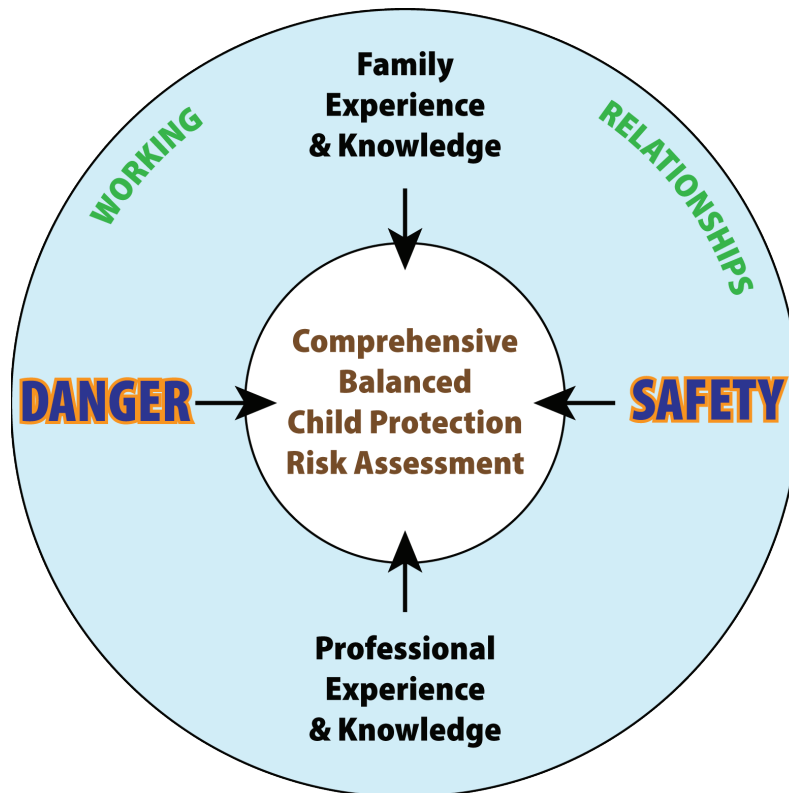 Family
Experience
& Knowledge
WORKING
RELATIONSHIPS
Comprehensive
Balanced
Child Protection
Risk Assessment
DANGER
SAFETY
Professional
Experience
& Knowledge